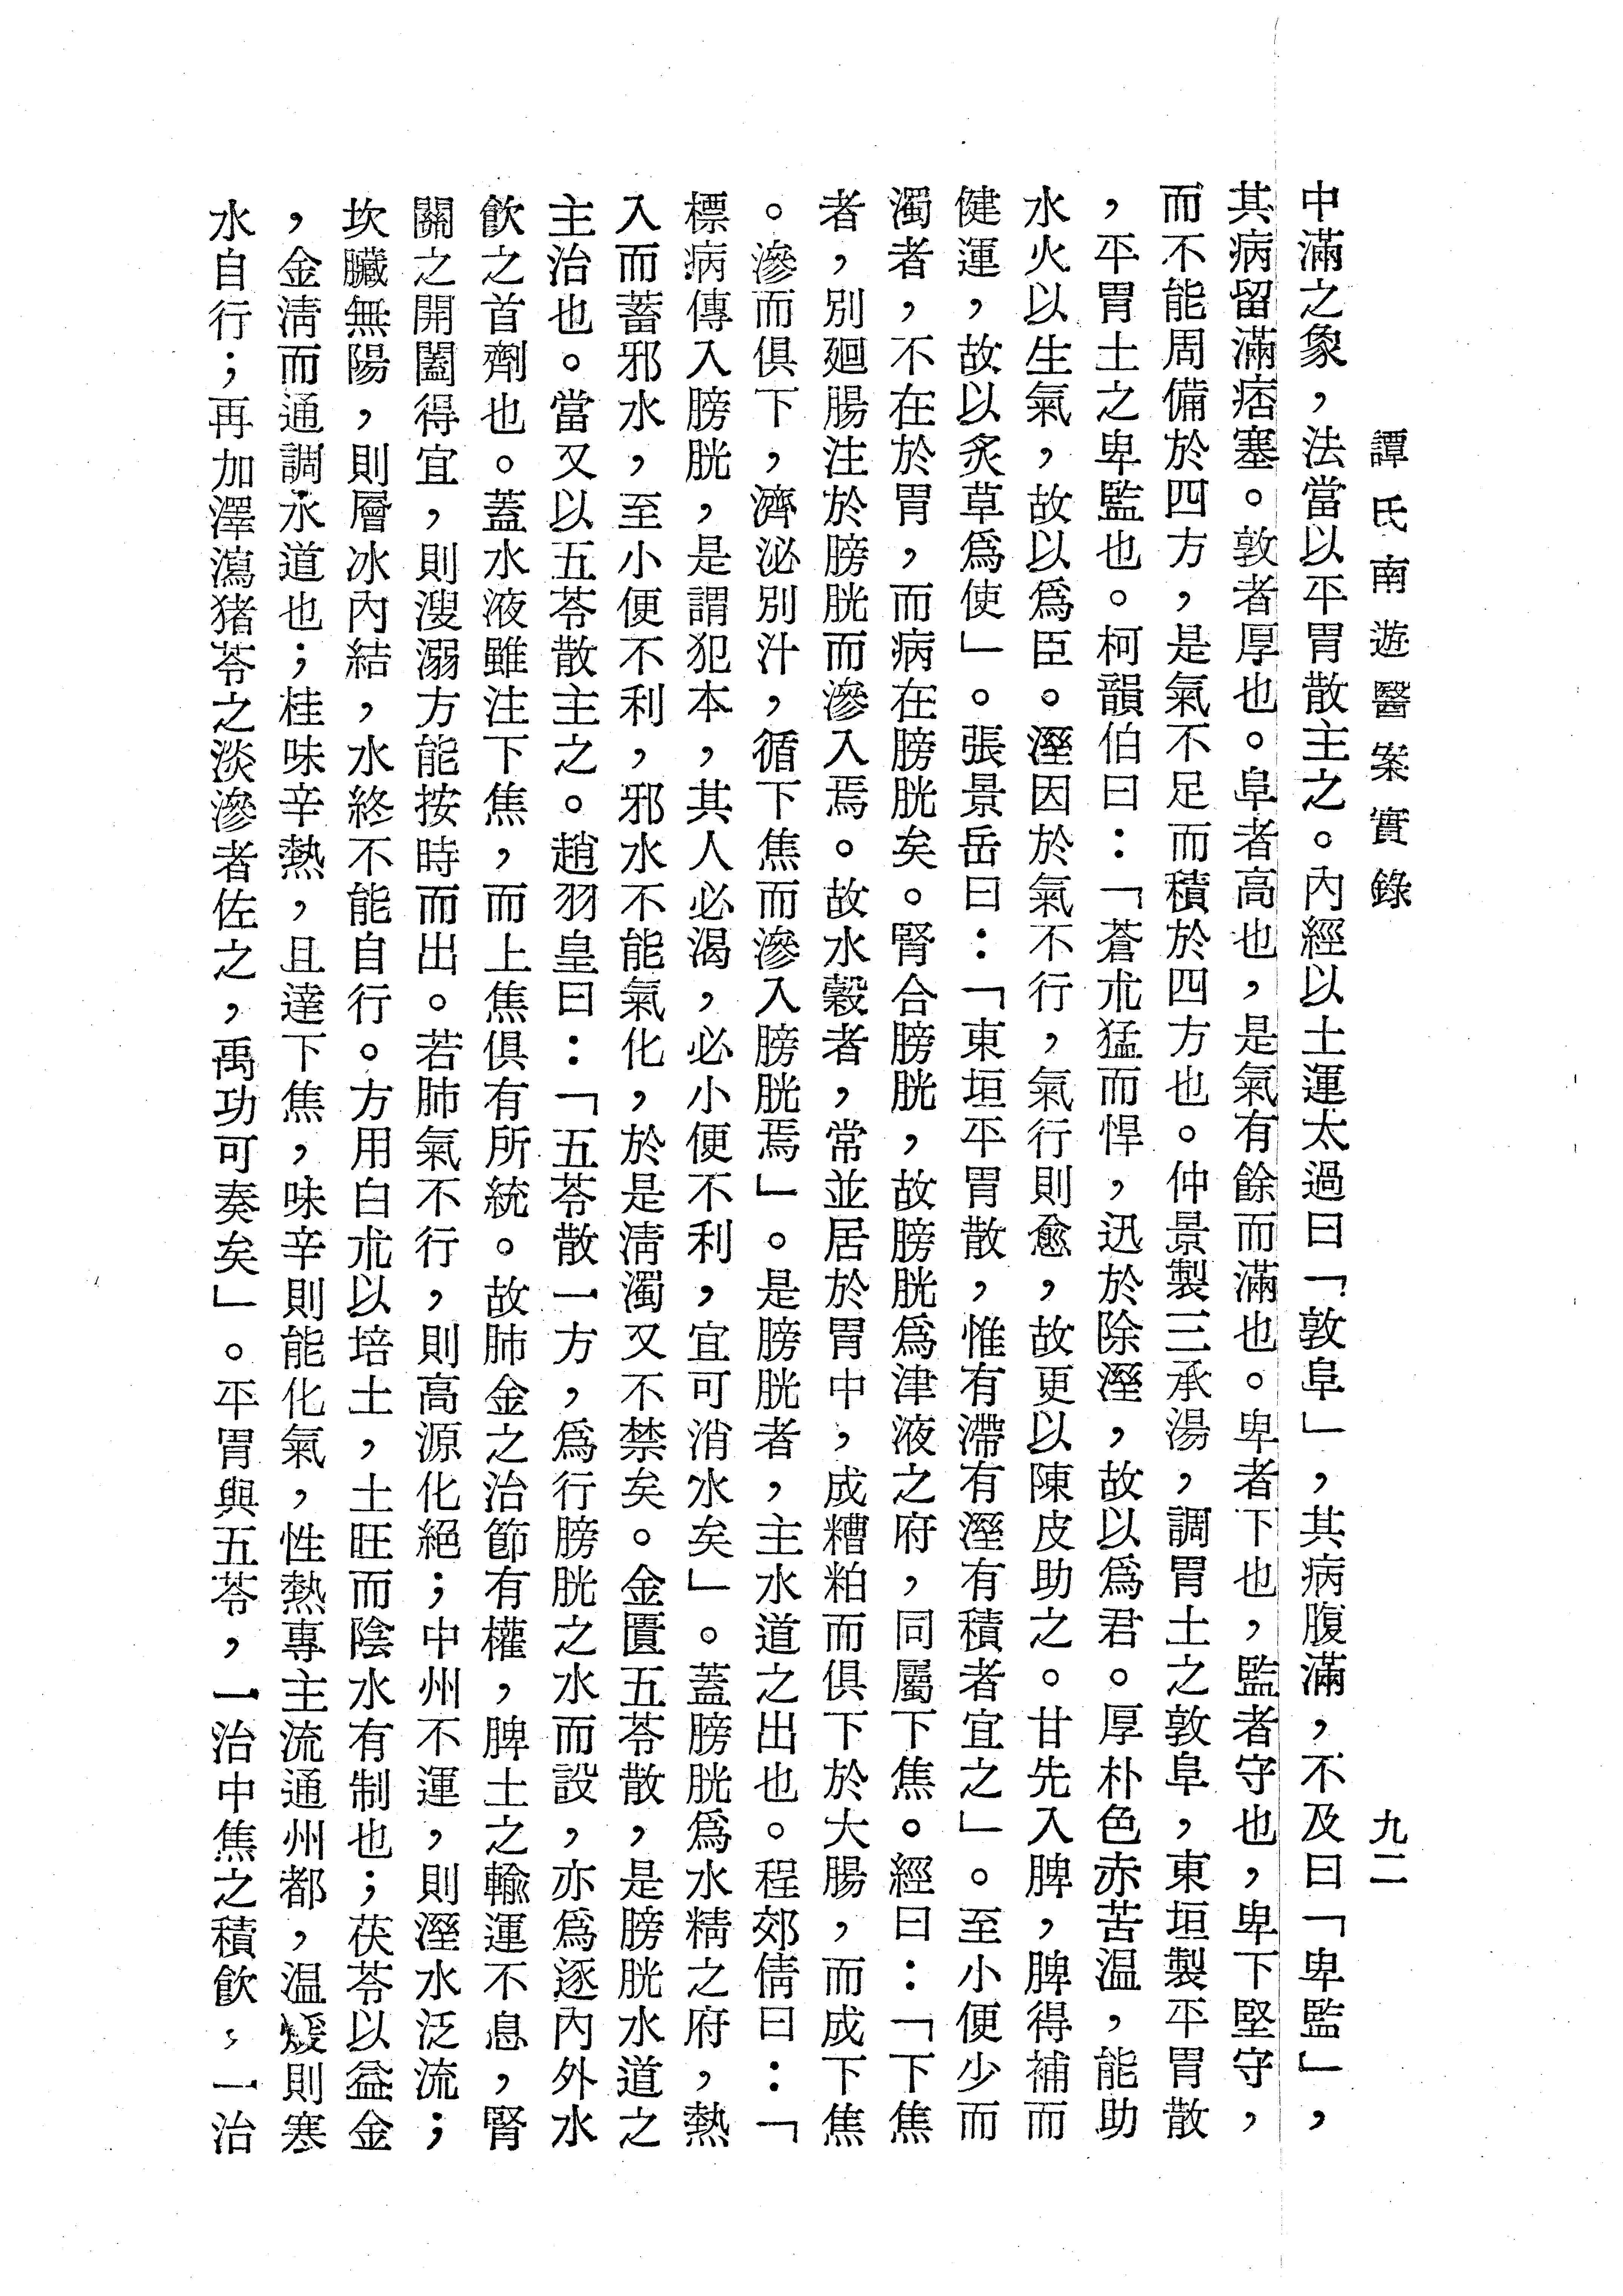 譚氏南遊醫案實錄
九二
中滿之象，法當以平胃散主之。內經以土運太過曰「敦阜」，其病腹滿，不及曰「卑監」，
其病留滿痞塞。敦者厚也。阜者高也，是氣有餘而滿也。卑者下也，監者守也，卑下堅守，
而不能周備於四方，是氣不足而積於四方也。仲景製三承湯，調胃土之敦阜，東垣製平胃散
，平胃土之卑監也。柯韻伯曰：「蒼朮猛而悍，迅於除溼，故以為君。厚朴色赤苦溫，能助
水火以生氣，故以為臣。溼因於氣不行，氣行則愈，故更以陳皮助之。甘先入脾，脾得補而
健運，故以炙草為使」。張景岳曰：「東垣平胃散，惟有滯有溼有積者宜之」。至小便少而
濁者，不在於胃，而病在膀胱矣。腎合膀胱，故膀胱為津液之府，同屬下焦。經曰：「下焦
者，別廻腸注於膀胱而滲入焉。故水穀者，常並居於胃中，成糟粕而俱下於大腸，而成下焦
。滲而俱下，濟泌別汁，循下焦而滲入膀胱焉」。是膀胱者，主水道之出也。程郊倩曰：「
標病傳入膀胱，是謂犯本，其人必渴，必小便不利，宜可消水矣」。蓋膀胱為水精之府，熱
入而蓄邪水，至小便不利，邪水不能氣化，於是清濁又不禁矣。金匱五苓散，是膀胱水道之
主治也。當又以五苓散主之。趙羽皇曰：「五苓散一方，為行膀胱之水而設，亦為逐內外水
飲之首劑也。蓋水液雖注下焦，而上焦俱有所統。故肺金之治節有權，脾土之輸運不息，腎
關之開闔得宜，則溲溺方能按時而出。若肺氣不行，則高源化絕；中州不運，則溼水泛流；
坎臟無陽，則層冰內結，水終不能自行。方用白朮以培土，土旺而陰水有制也；茯苓以益金
，金清而通調水道也；桂味辛熱，且達下焦，味辛則能化氣，性熱專主流通州都，溫煖則寒
水自行；再加澤瀉猪苓之淡滲者佐之，禹功可奏矣」。平胃與五苓，一治中焦之積飲，一治